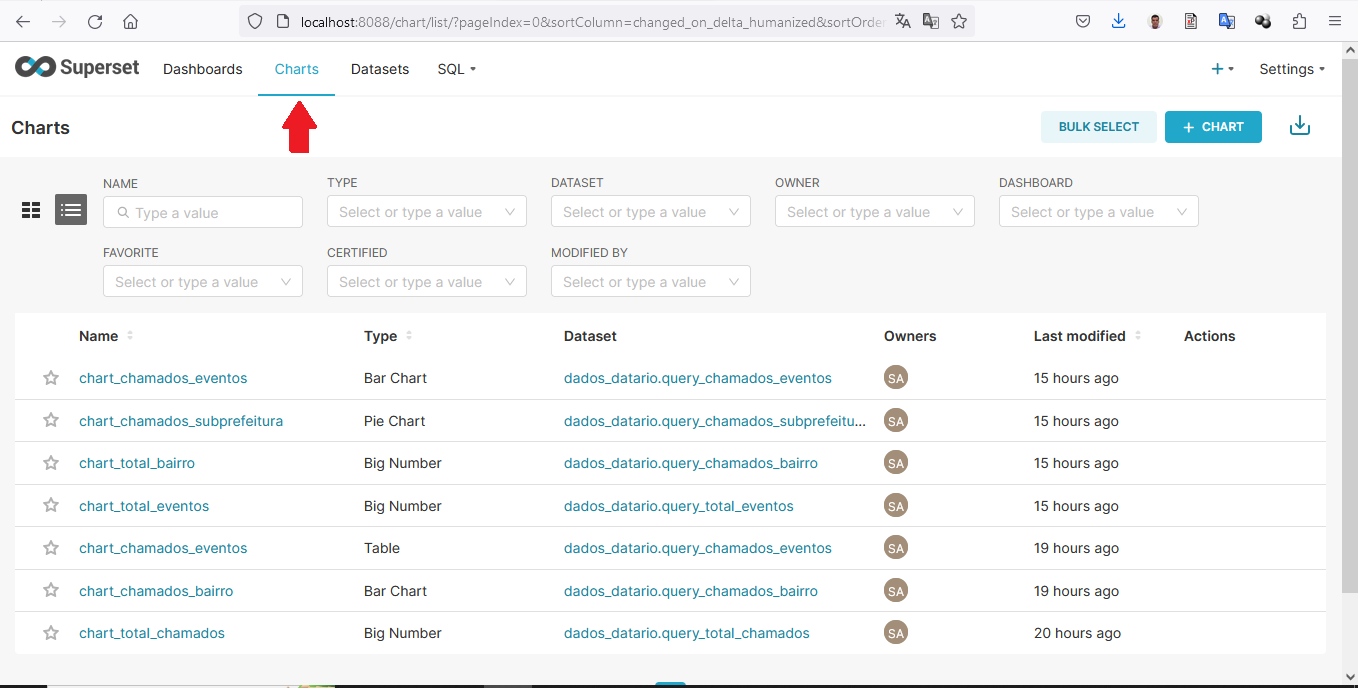 localhost:8088/chart/list/?pageIndex=0&sortColumn=changed_on_delta_humanized&sortOrder
Superset Dashboards Charts Datasets SQL Settings
Charts BULK SELECT + CHART
NAME TYPE DATASET OWNER DASHBOARD
Type a value Select or type a value Select or type a value Select or type a value Select or type a value
FAVORITE CERTIFIED MODIFIED BY
Select or type a value Select or type a value Select or type a value
Name Type Dataset Owners Last modified Actions
chart_chamados_eventos Bar Chart dados_datario.query_chamados_eventos SA 15 hours ago
chart_chamados_subprefeitura Pie Chart dados_datario.query_chamados_subprefeitu... SA 15 hours ago
chart_total_bairro Big Number dados_datario.query_chamados_bairro SA 15 hours ago
chart_total_eventos Big Number dados_datario.query_total_eventos SA 15 hours ago
chart_chamados_eventos Table dados_datario.query_chamados_eventos SA 19 hours ago
chart_chamados_bairro Bar Chart dados_datario.query_chamados_bairro SA 19 hours ago
chart_total_chamados Big Number dados_datario.query_total_chamados SA 20 hours ago